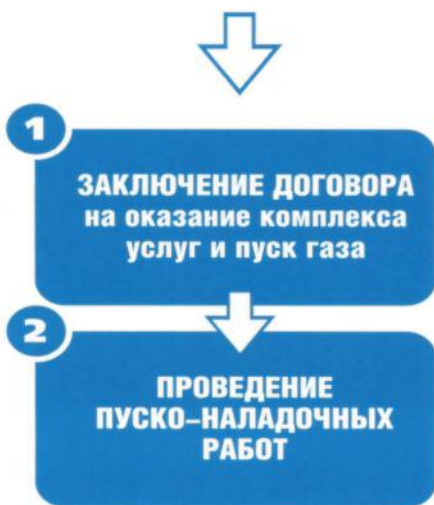 1
ЗАКЛЮЧЕНИЕ ДОГОВОРА
на оказание комплекса
услуг и пуск газа
2
ПРОВЕДЕНИЕ
ПУСКО–НАЛАДОЧНЫХ
РАБОТ